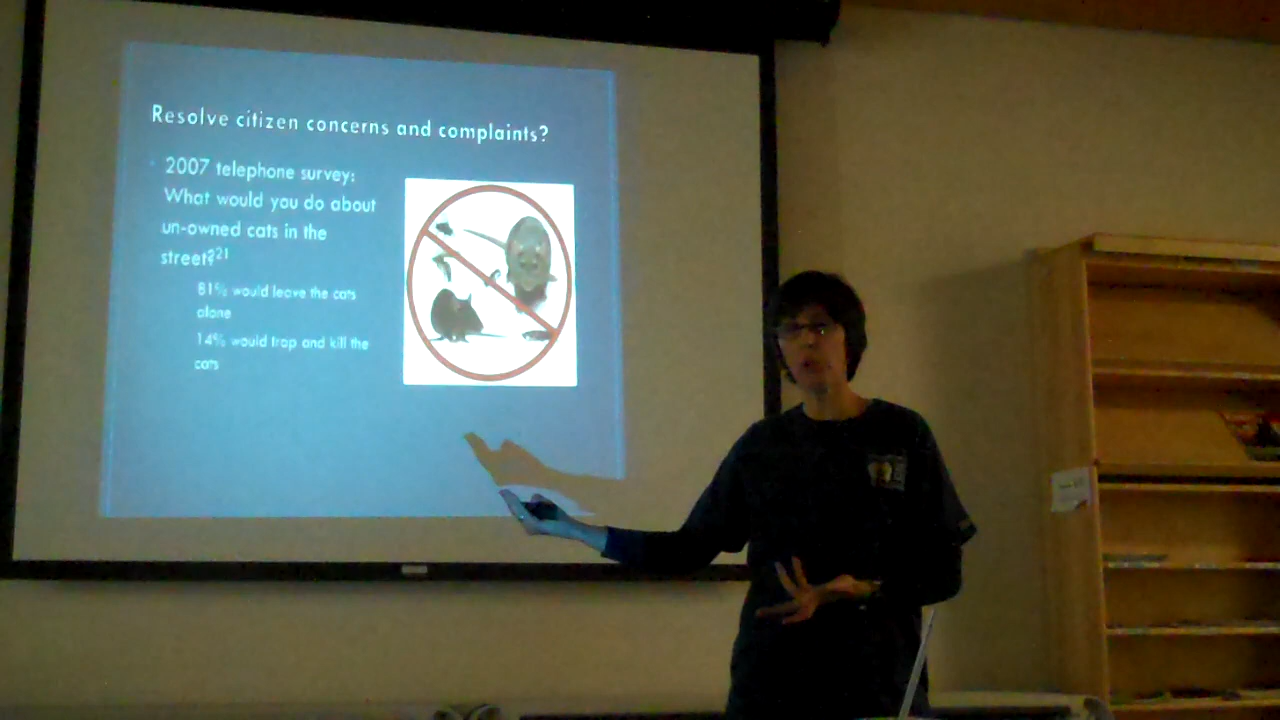 Resolve citizen concerns and complaints?
2007 telephone survey:
What would you do about
un-owned cats in the
street?21
81% would leave the cats
alone
14% would trap and kill the
cats